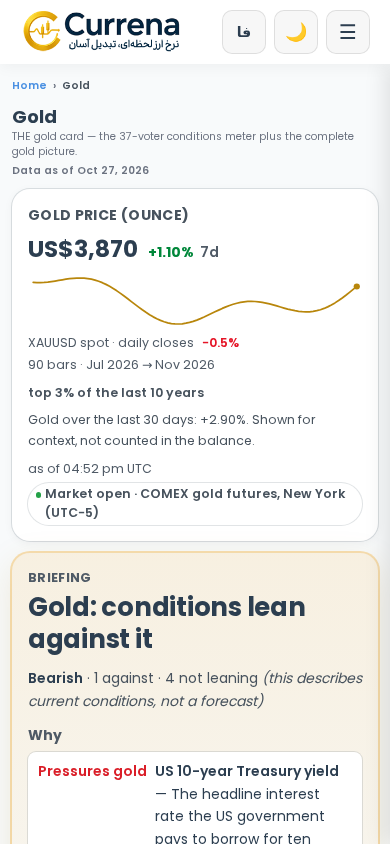 Currena
نرخ ارز لحظه‌ای، تبدیل آسان
فا
Home › Gold
Gold
THE gold card — the 37-voter conditions meter plus the complete
gold picture.
Data as of Oct 27, 2026
GOLD PRICE (OUNCE)
US$3,870 +1.10% 7d
XAUUSD spot · daily closes −0.5%
90 bars · Jul 2026 → Nov 2026
top 3% of the last 10 years
Gold over the last 30 days: +2.90%. Shown for
context, not counted in the balance.
as of 04:52 pm UTC
Market open · COMEX gold futures, New York
(UTC-5)
BRIEFING
Gold: conditions lean
against it
Bearish · 1 against · 4 not leaning (this describes
current conditions, not a forecast)
Why
Pressures gold US 10-year Treasury yield
— The headline interest
rate the US government
pays to borrow for ten